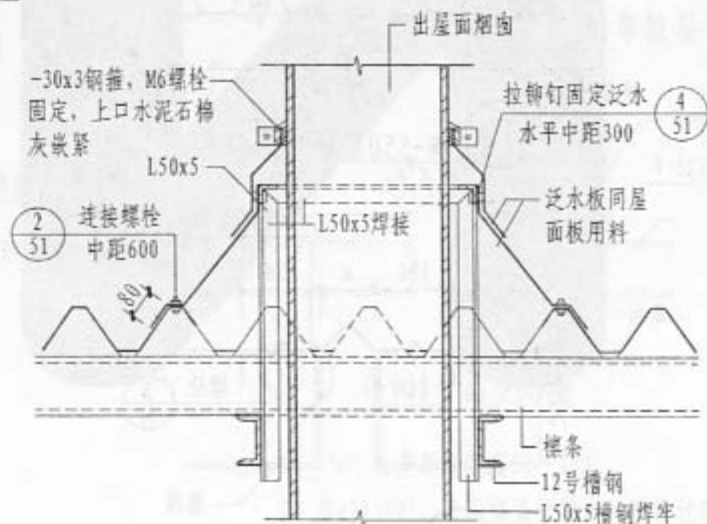 出屋面烟囱
-30x3钢箍，M6螺栓
固定，上口水泥石棉
灰嵌紧
拉铆钉固定泛水
水平中距300
4
51
L50x5
L50x5焊接
泛水板同屋
面板用料
2
51
连接螺栓
中距600
80
檩条
12号槽钢
L50x5槽钢焊牢